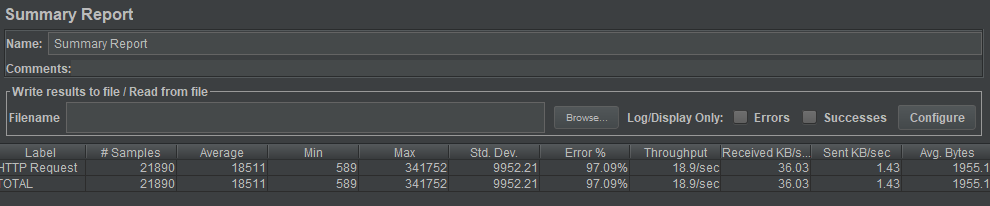 Summary Report
Name: Summary Report
Comments:
Write results to file / Read from file
Filename Browse... Log/Display Only: Errors Successes Configure
Label # Samples Average Min Max Std. Dev. Error % Throughput Received KB/s... Sent KB/sec Avg. Bytes
HTTP Request 21890 18511 589 341752 9952.21 97.09% 18.9/sec 36.03 1.43 1955.1
TOTAL 21890 18511 589 341752 9952.21 97.09% 18.9/sec 36.03 1.43 1955.1